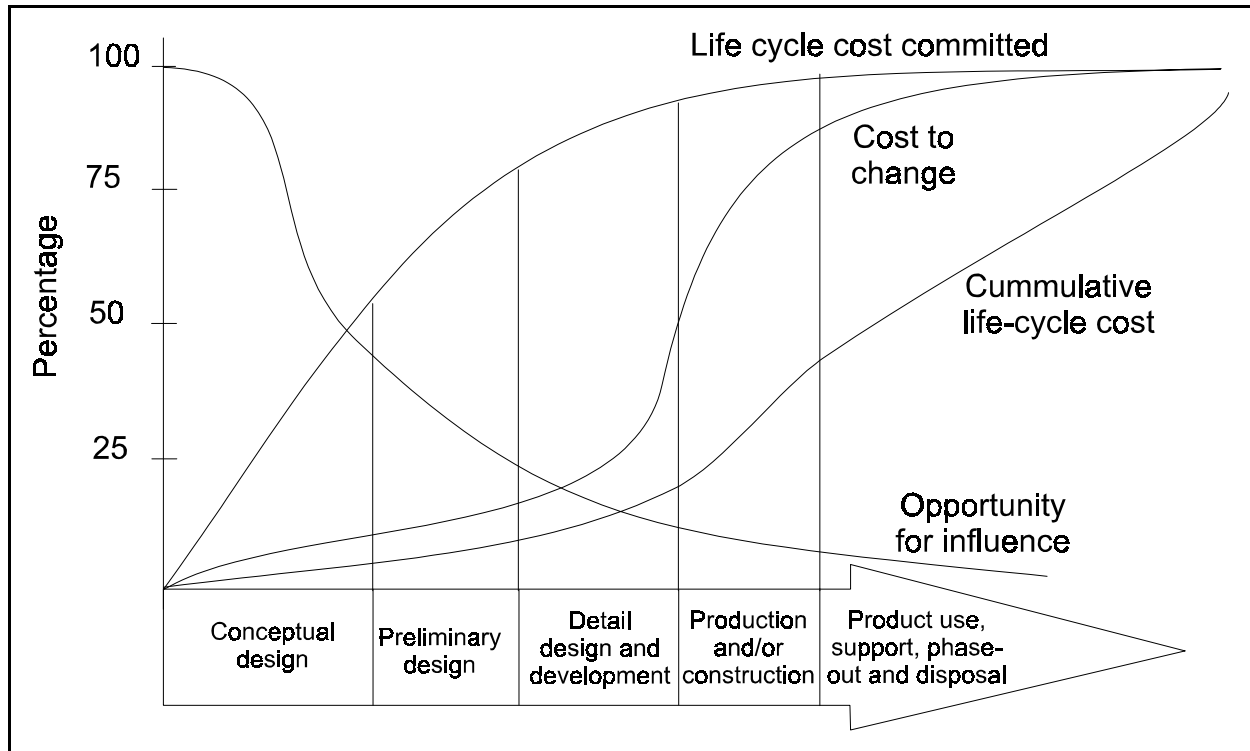 Life cycle cost committed
100
Cost to
change
75
Percentage
50
Cummulative
life-cycle cost
25
Opportunity
for influence
Conceptual
design
Preliminary
design
Detail
design and
development
Production
and/or
construction
Product use,
support, phase-
out and disposal